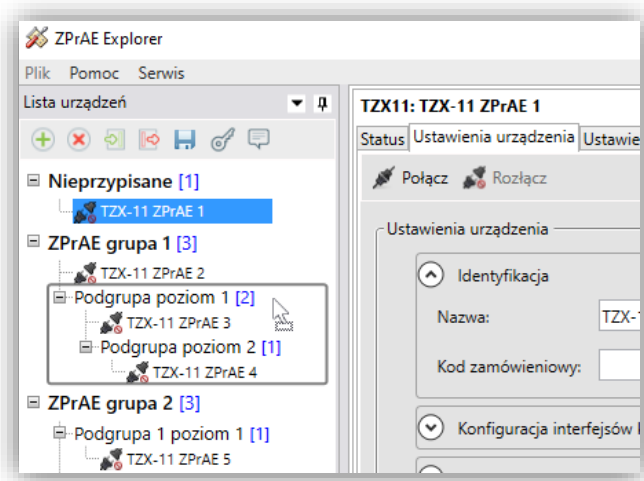 ZPrAE Explorer
Plik Pomoc Serwis
Lista urządzeń
Nieprzypisane [1]
TZX-11 ZPrAE 1
ZPrAE grupa 1 [3]
TZX-11 ZPrAE 2
Podgrupa poziom 1 [2]
TZX-11 ZPrAE 3
Podgrupa poziom 2 [1]
TZX-11 ZPrAE 4
ZPrAE grupa 2 [3]
Podgrupa 1 poziom 1 [1]
TZX-11 ZPrAE 5
TZX11: TZX-11 ZPrAE 1
Status Ustawienia urządzenia Ustawie
Połącz Rozłącz
Ustawienia urządzenia
Identyfikacja
Nazwa: TZX-
Kod zamówieniowy:
Konfiguracja interfejsów